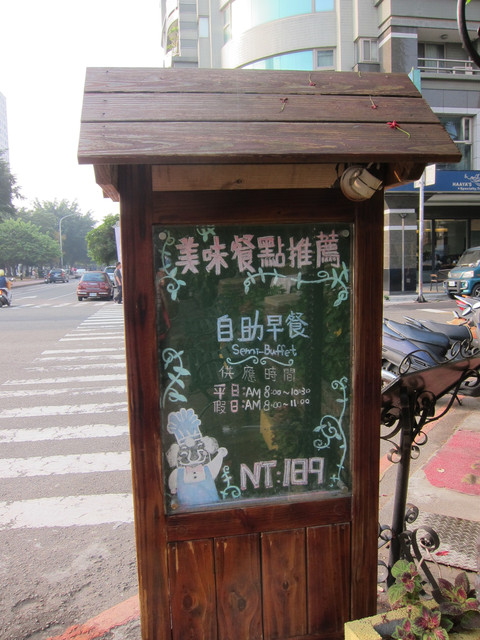 美味餐點推薦
自助早餐
Semi-Buffet
供應時間
平日:AM 8:00~10:30
假日:AM 8:00~11:00
NT:189
HAAYA'S